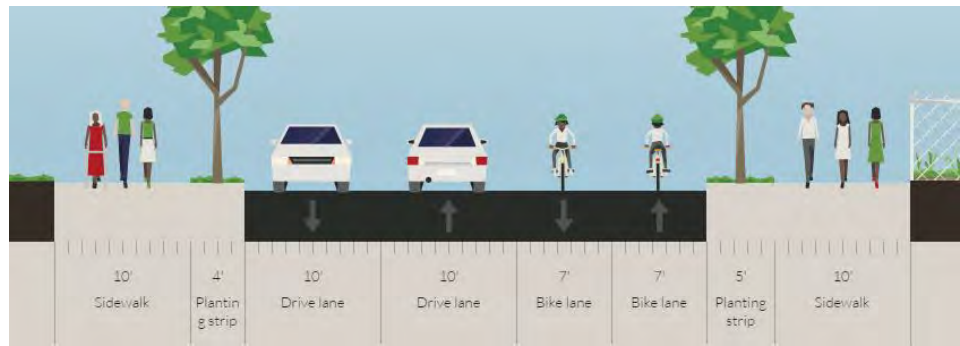 10' 4' 10' 10' 7' 7' 5' 10'
Sidewalk Plantin Drive lane Drive lane Bike lane Bike lane Planting Sidewalk
g strip strip